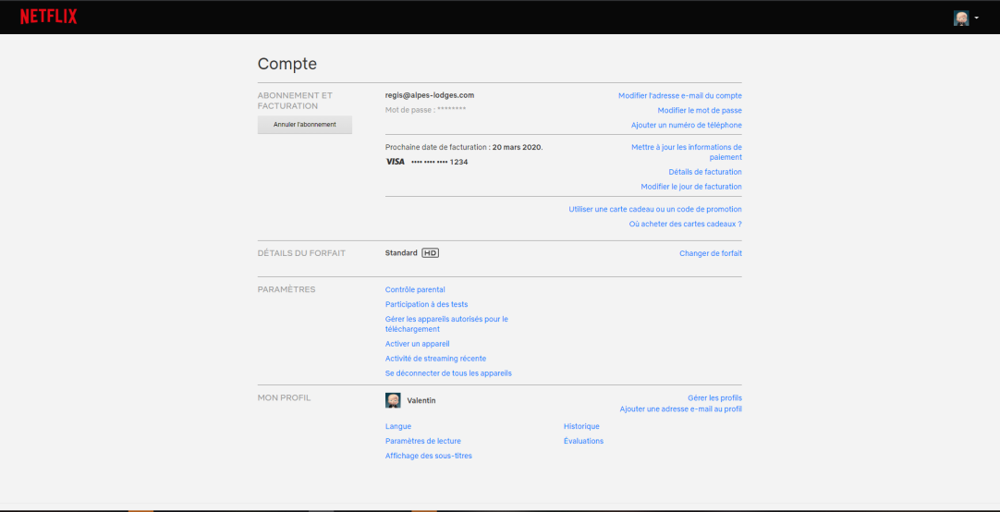 NETFLIX
Compte
ABONNEMENT ET
FACTURATION
Annuler l'abonnement
regis@alpes-lodges.com
Mot de passe : ********
Modifier l'adresse e-mail du compte
Modifier le mot de passe
Ajouter un numéro de téléphone
Prochaine date de facturation : 20 mars 2020.
VISA •••• •••• •••• 1234
Mettre à jour les informations de
paiement
Détails de facturation
Modifier le jour de facturation
Utiliser une carte cadeau ou un code de promotion
Où acheter des cartes cadeaux ?
DÉTAILS DU FORFAIT
Standard HD
Changer de forfait
PARAMÈTRES
Contrôle parental
Participation à des tests
Gérer les appareils autorisés pour le
téléchargement
Activer un appareil
Activité de streaming récente
Se déconnecter de tous les appareils
MON PROFIL
Valentin
Gérer les profils
Ajouter une adresse e-mail au profil
Langue
Paramètres de lecture
Affichage des sous-titres
Historique
Évaluations